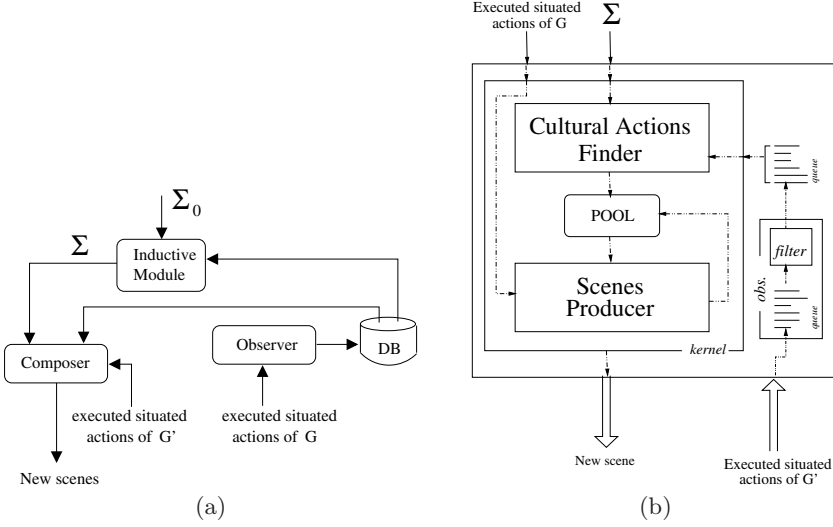 Σ₀
Σ
Inductive
Module
Composer
Observer
DB
executed situated
actions of G'
executed situated
actions of G
New scenes
(a)
Executed situated
actions of G
Σ
Cultural Actions
Finder
POOL
Scenes
Producer
kernel
queue
filter
obs.
queue
New scene
Executed situated
actions of G'
(b)